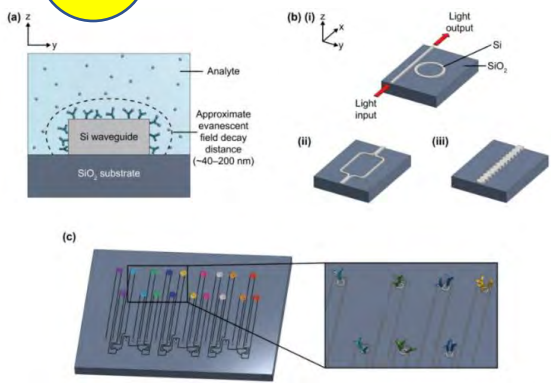 (a)
z
y
Analyte
Approximate
evanescent
field decay
distance
(~40–200 nm)
Si waveguide
SiO₂ substrate
(b) (i)
z
x
y
Light
output
Si
SiO₂
Light
input
(ii)
(iii)
(c)